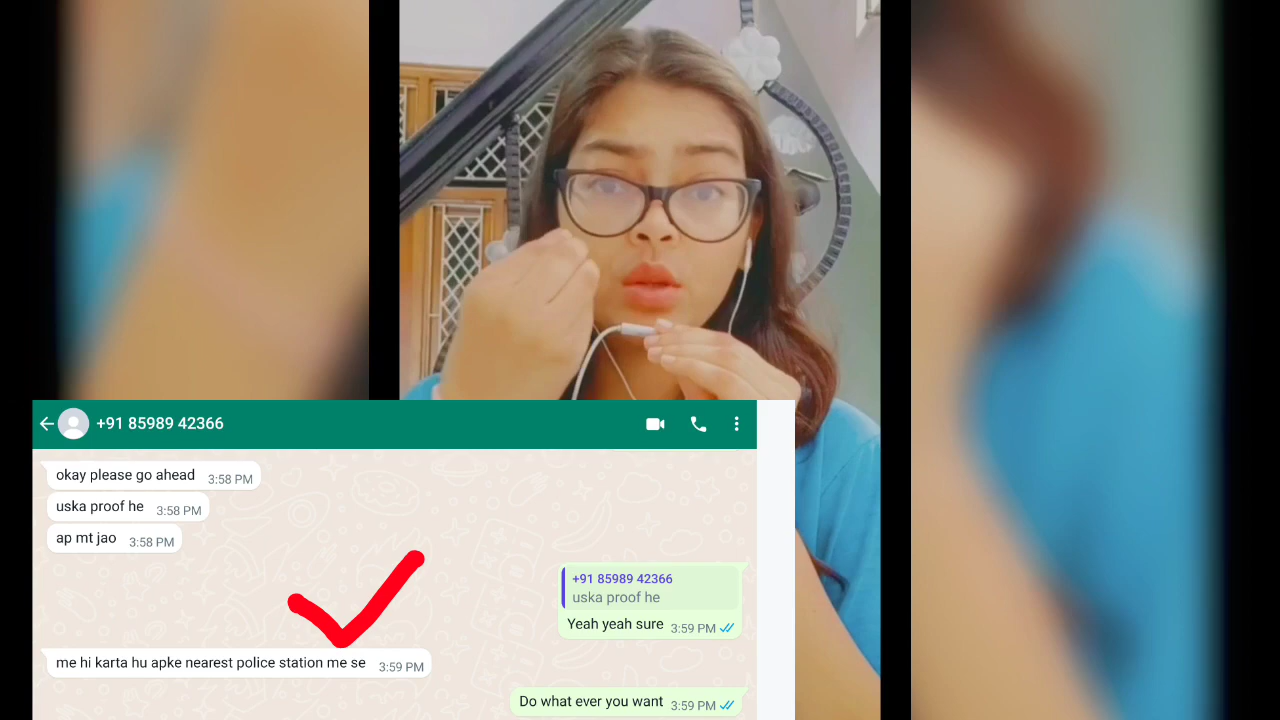 +91 85989 42366
okay please go ahead 3:58 PM
uska proof he 3:58 PM
ap mt jao 3:58 PM
+91 85989 42366
uska proof he
Yeah yeah sure 3:59 PM
me hi karta hu apke nearest police station me se 3:59 PM
Do what ever you want 3:59 PM